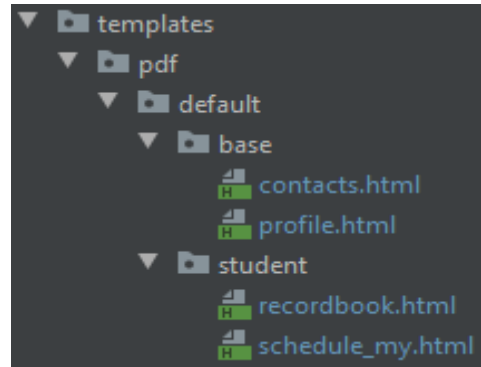 templates
pdf
default
base
contacts.html
profile.html
student
recordbook.html
schedule_my.html